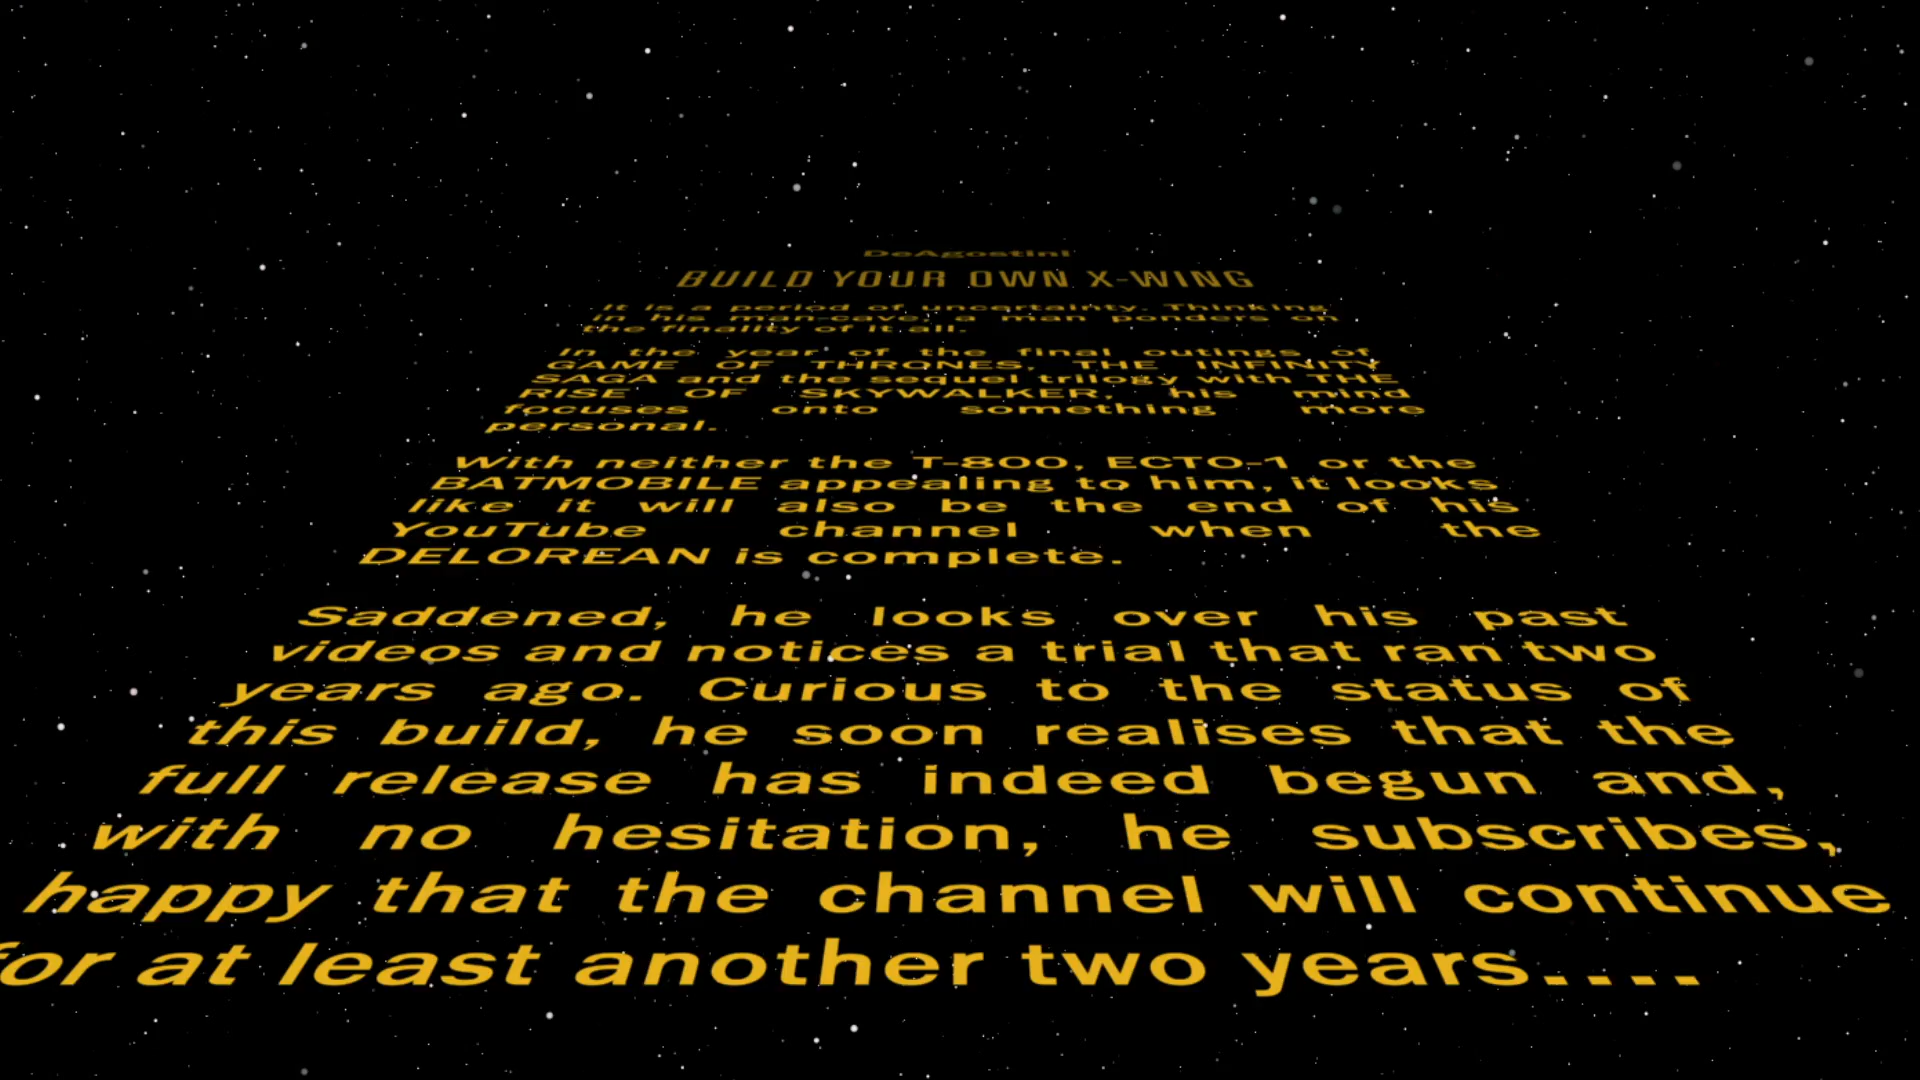 DeAgostini
BUILD YOUR OWN X-WING
It is a period of uncertainty. Thinking
in his man-cave, a man ponders on
the finality of it all.
In the year of the final outings of
GAME OF THRONES, THE INFINITY
SAGA and the sequel trilogy with THE
RISE OF SKYWALKER, his mind
focuses onto something more
personal.
With neither the T-800, ECTO-1 or the
BATMOBILE appealing to him, it looks
like it will also be the end of his
YouTube channel when the
DELOREAN is complete.
Saddened, he looks over his past
videos and notices a trial that ran two
years ago. Curious to the status of
this build, he soon realises that the
full release has indeed begun and,
with no hesitation, he subscribes,
happy that the channel will continue
for at least another two years....